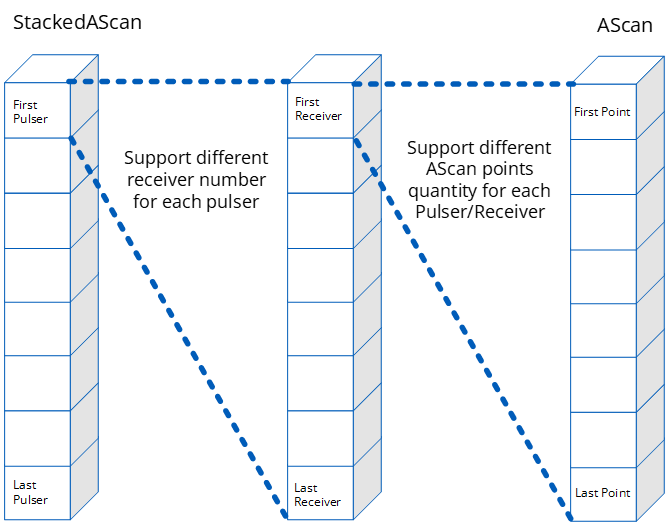 StackedAScan
AScan
First
Pulser
First
Receiver
First Point
Support different
receiver number
for each pulser
Support different
AScan points
quantity for each
Pulser/Receiver
Last
Pulser
Last
Receiver
Last Point